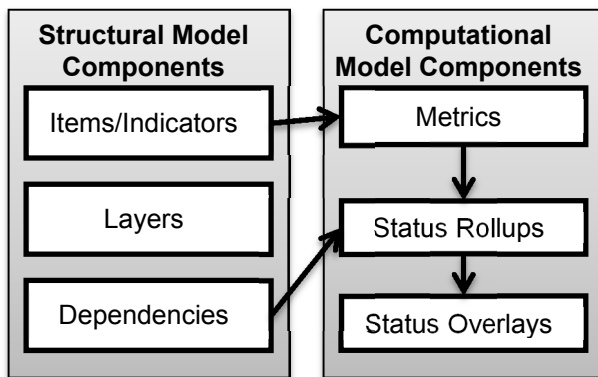 Structural Model
Components
Items/Indicators
Layers
Dependencies
Computational
Model Components
Metrics
Status Rollups
Status Overlays